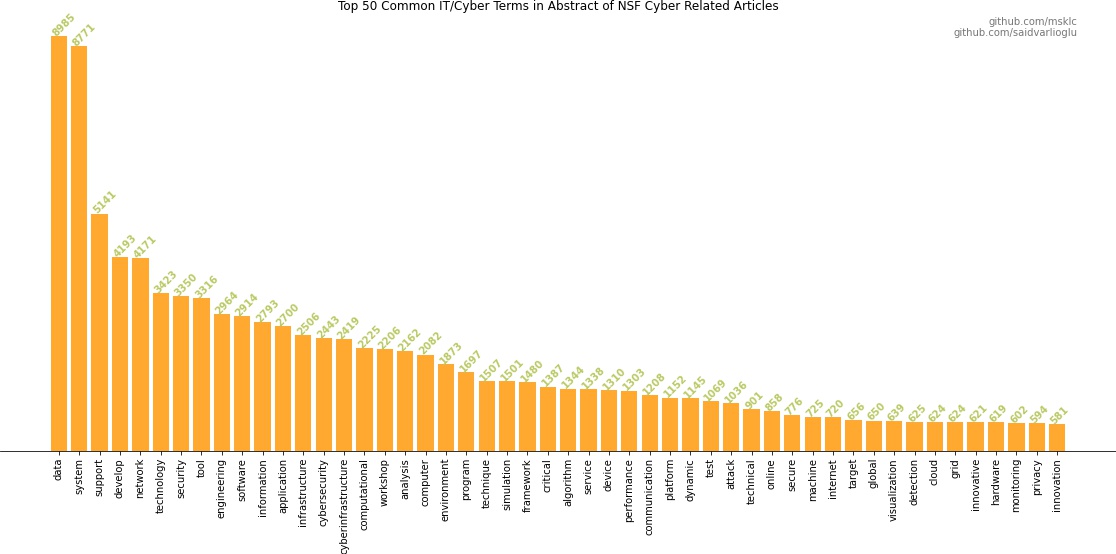 Top 50 Common IT/Cyber Terms in Abstract of NSF Cyber Related Articles
github.com/msklc
github.com/saidvarlioglu
8985
8771
5141
4193
4171
3423
3350
3316
2964
2914
2793
2700
2506
2443
2419
2225
2206
2162
2082
1873
1697
1507
1501
1480
1387
1344
1338
1310
1303
1208
1152
1145
1069
1036
901
858
776
725
720
656
650
639
625
624
624
621
619
602
594
581
data
system
support
develop
network
technology
security
tool
engineering
software
information
application
infrastructure
cybersecurity
cyberinfrastructure
computational
workshop
analysis
computer
environment
program
technique
simulation
framework
critical
algorithm
service
device
performance
communication
platform
dynamic
test
attack
technical
online
secure
machine
internet
target
global
visualization
detection
cloud
grid
innovative
hardware
monitoring
privacy
innovation